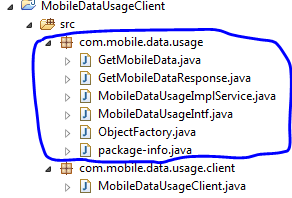 MobileDataUsageClient
src
com.mobile.data.usage
GetMobileData.java
GetMobileDataResponse.java
MobileDataUsageImplService.java
MobileDataUsageIntf.java
ObjectFactory.java
package-info.java
com.mobile.data.usage.client
MobileDataUsageClient.java